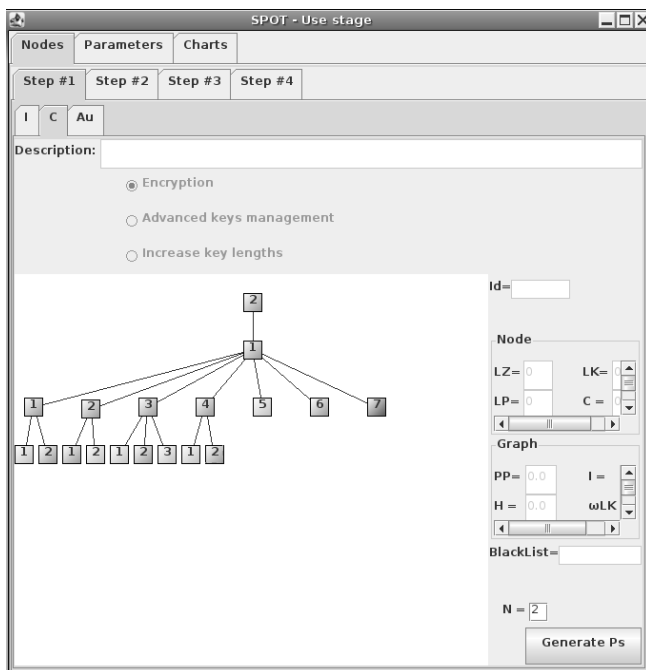 SPOT - Use stage
Nodes Parameters Charts
Step #1 Step #2 Step #3 Step #4
I C Au
Description:
Encryption
Advanced keys management
Increase key lengths
Id=
2
1
1 2 3 4 5 6 7
1 2 1 2 1 2 3 1 2
Node
LZ= 0 LK= 0
LP= 0 C = 0
Graph
PP= 0.0 I =
H = 0.0 ωLK
BlackList=
N = 2
Generate Ps